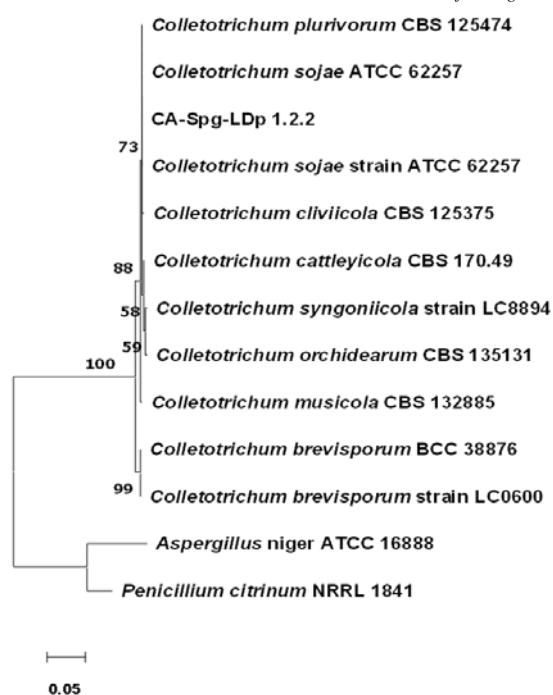 Colletotrichum plurivorum CBS 125474
Colletotrichum sojae ATCC 62257
CA-Spg-LDp 1.2.2
73
Colletotrichum sojae strain ATCC 62257
Colletotrichum cliviicola CBS 125375
Colletotrichum cattleyicola CBS 170.49
88
Colletotrichum syngoniicola strain LC8894
58
Colletotrichum orchidearum CBS 135131
59
100
Colletotrichum musicola CBS 132885
Colletotrichum brevisporum BCC 38876
99
Colletotrichum brevisporum strain LC0600
Aspergillus niger ATCC 16888
Penicillium citrinum NRRL 1841
0.05